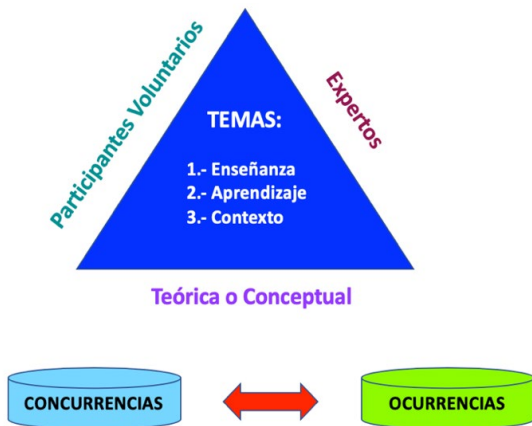 Participantes Voluntarios
Expertos
TEMAS:
1.- Enseñanza
2.- Aprendizaje
3.- Contexto
Teórica o Conceptual
CONCURRENCIAS
OCURRENCIAS